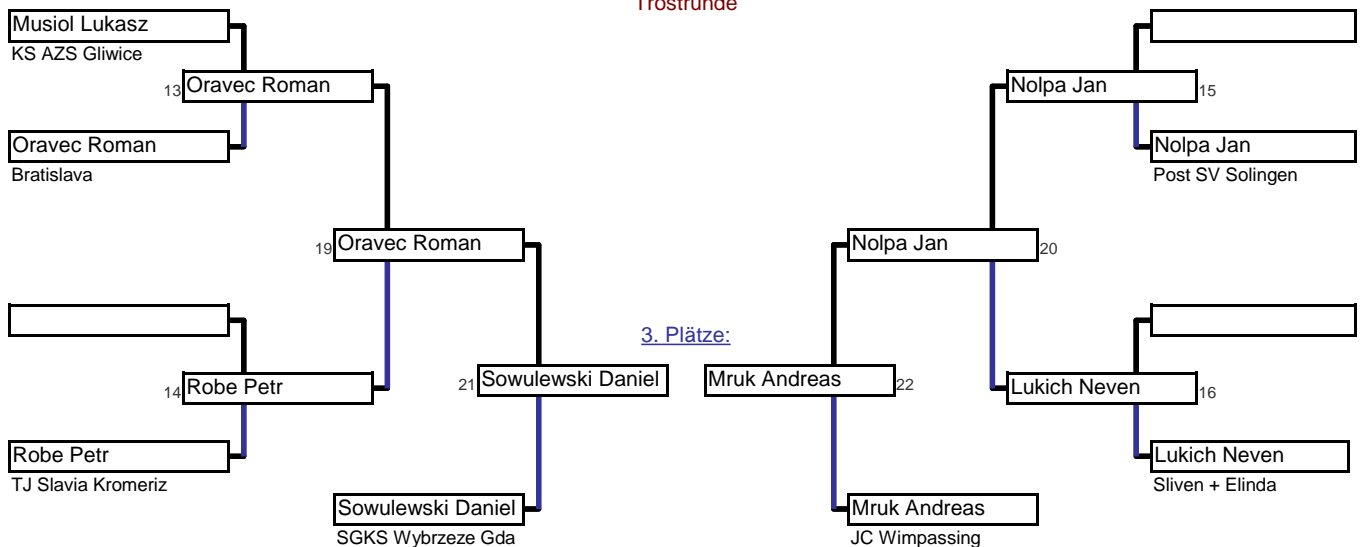 Trostrunde
Musiol Lukasz
KS AZS Gliwice
13 Oravec Roman
Nolpa Jan 15
Oravec Roman
Bratislava
Nolpa Jan
Post SV Solingen
19 Oravec Roman
Nolpa Jan 20
3. Plätze:
14 Robe Petr
21 Sowulewski Daniel
Mruk Andreas 22
Lukich Neven 16
Robe Petr
TJ Slavia Kromeriz
Lukich Neven
Sliven + Elinda
Sowulewski Daniel
SGKS Wybrzeze Gda
Mruk Andreas
JC Wimpassing